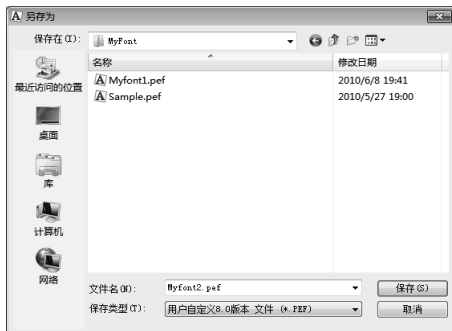 另存为
保存在(I):
MyFont
名称
修改日期
Myfont1.pef
2010/6/8 19:41
Sample.pef
2010/5/27 19:00
最近访问的位置
桌面
库
计算机
网络
文件名(N):
Myfont2.pef
保存(S)
保存类型(T):
用户自定义8.0版本 文件 (*.PEF)
取消